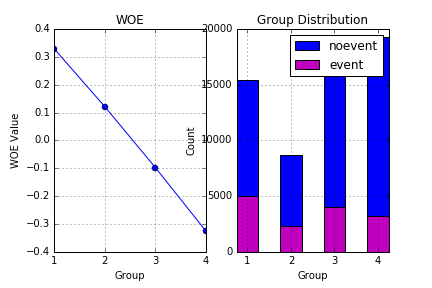 WOE
Group Distribution
0.4
0.3
0.2
0.1
0.0
−0.1
−0.2
−0.3
−0.4
WOE Value
1 2 3 4
Group
20000
15000
10000
5000
0
Count
noevent
event
1 2 3 4
Group